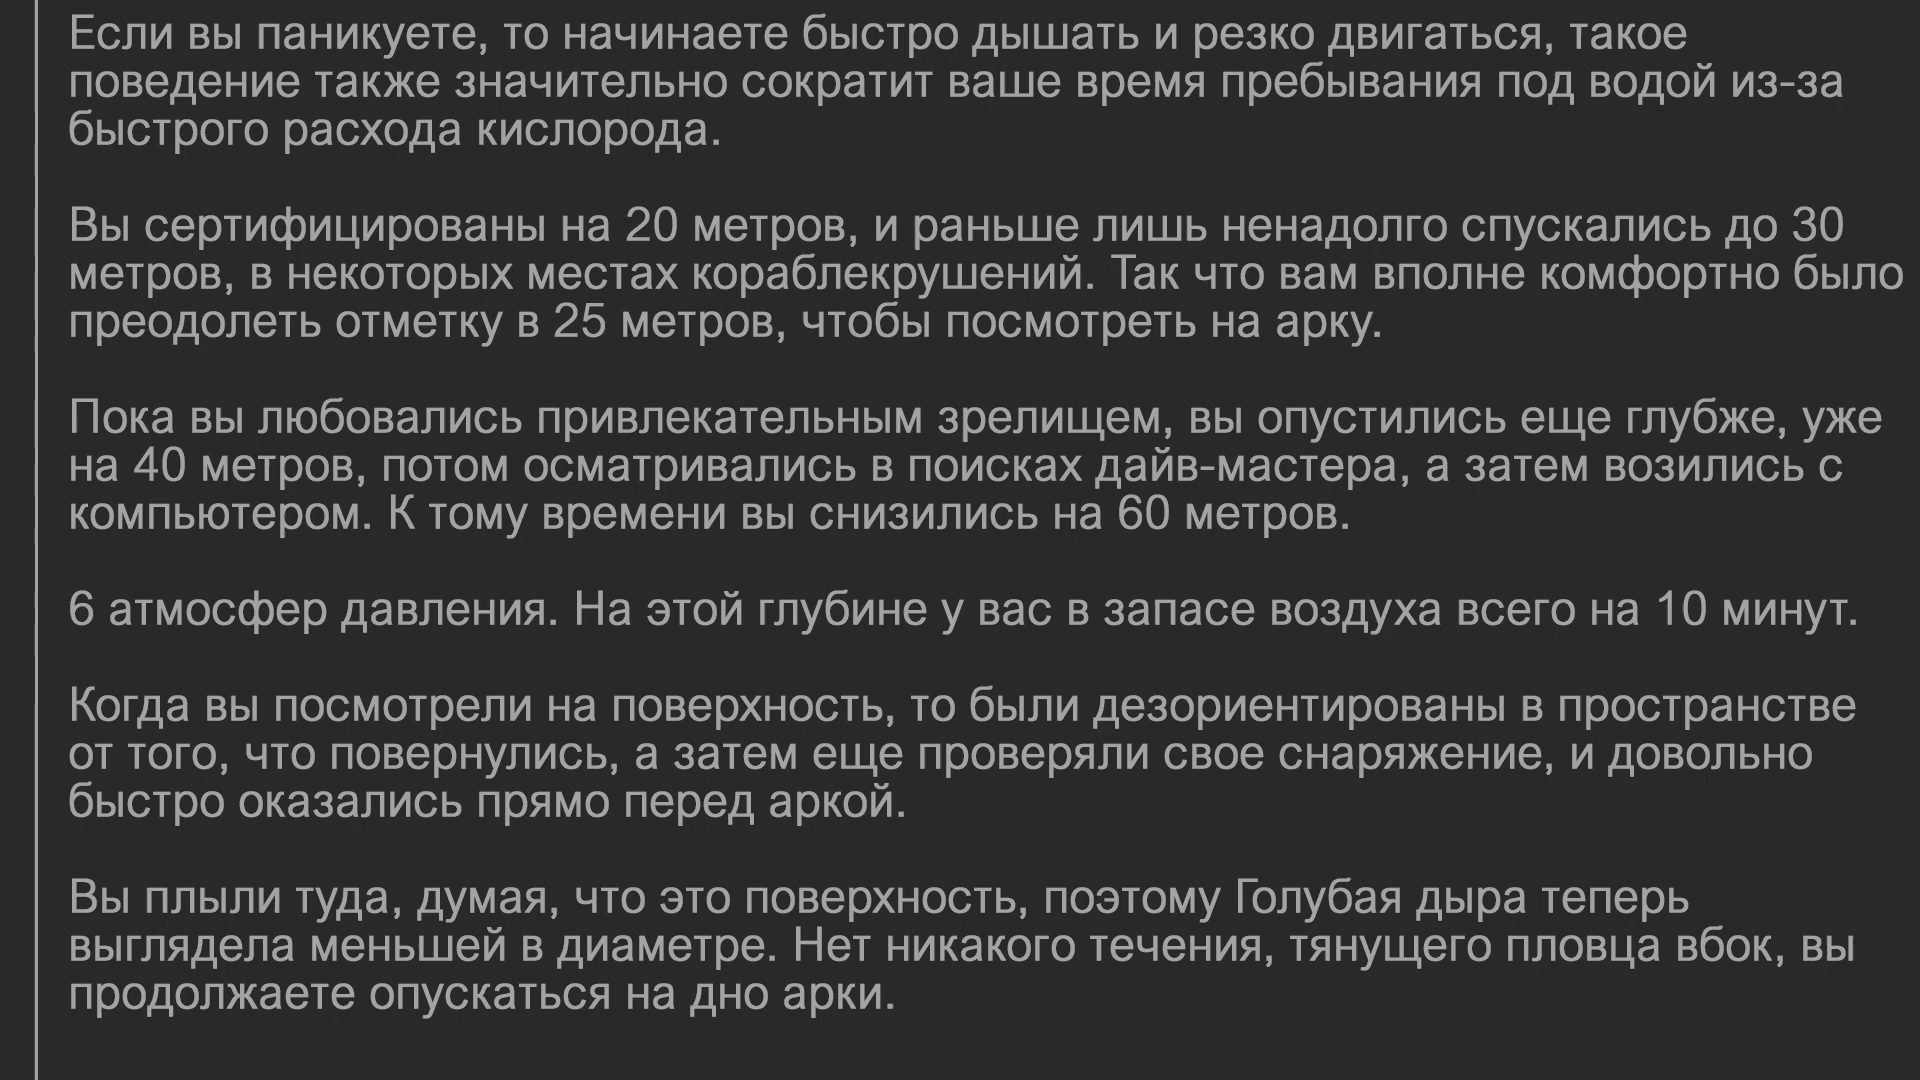 Если вы паникуете, то начинаете быстро дышать и резко двигаться, такое
поведение также значительно сократит ваше время пребывания под водой из-за
быстрого расхода кислорода.
Вы сертифицированы на 20 метров, и раньше лишь ненадолго спускались до 30
метров, в некоторых местах кораблекрушений. Так что вам вполне комфортно было
преодолеть отметку в 25 метров, чтобы посмотреть на арку.
Пока вы любовались привлекательным зрелищем, вы опустились еще глубже, уже
на 40 метров, потом осматривались в поисках дайв-мастера, а затем возились с
компьютером. К тому времени вы снизились на 60 метров.
6 атмосфер давления. На этой глубине у вас в запасе воздуха всего на 10 минут.
Когда вы посмотрели на поверхность, то были дезориентированы в пространстве
от того, что повернулись, а затем еще проверяли свое снаряжение, и довольно
быстро оказались прямо перед аркой.
Вы плыли туда, думая, что это поверхность, поэтому Голубая дыра теперь
выглядела меньшей в диаметре. Нет никакого течения, тянущего пловца вбок, вы
продолжаете опускаться на дно арки.